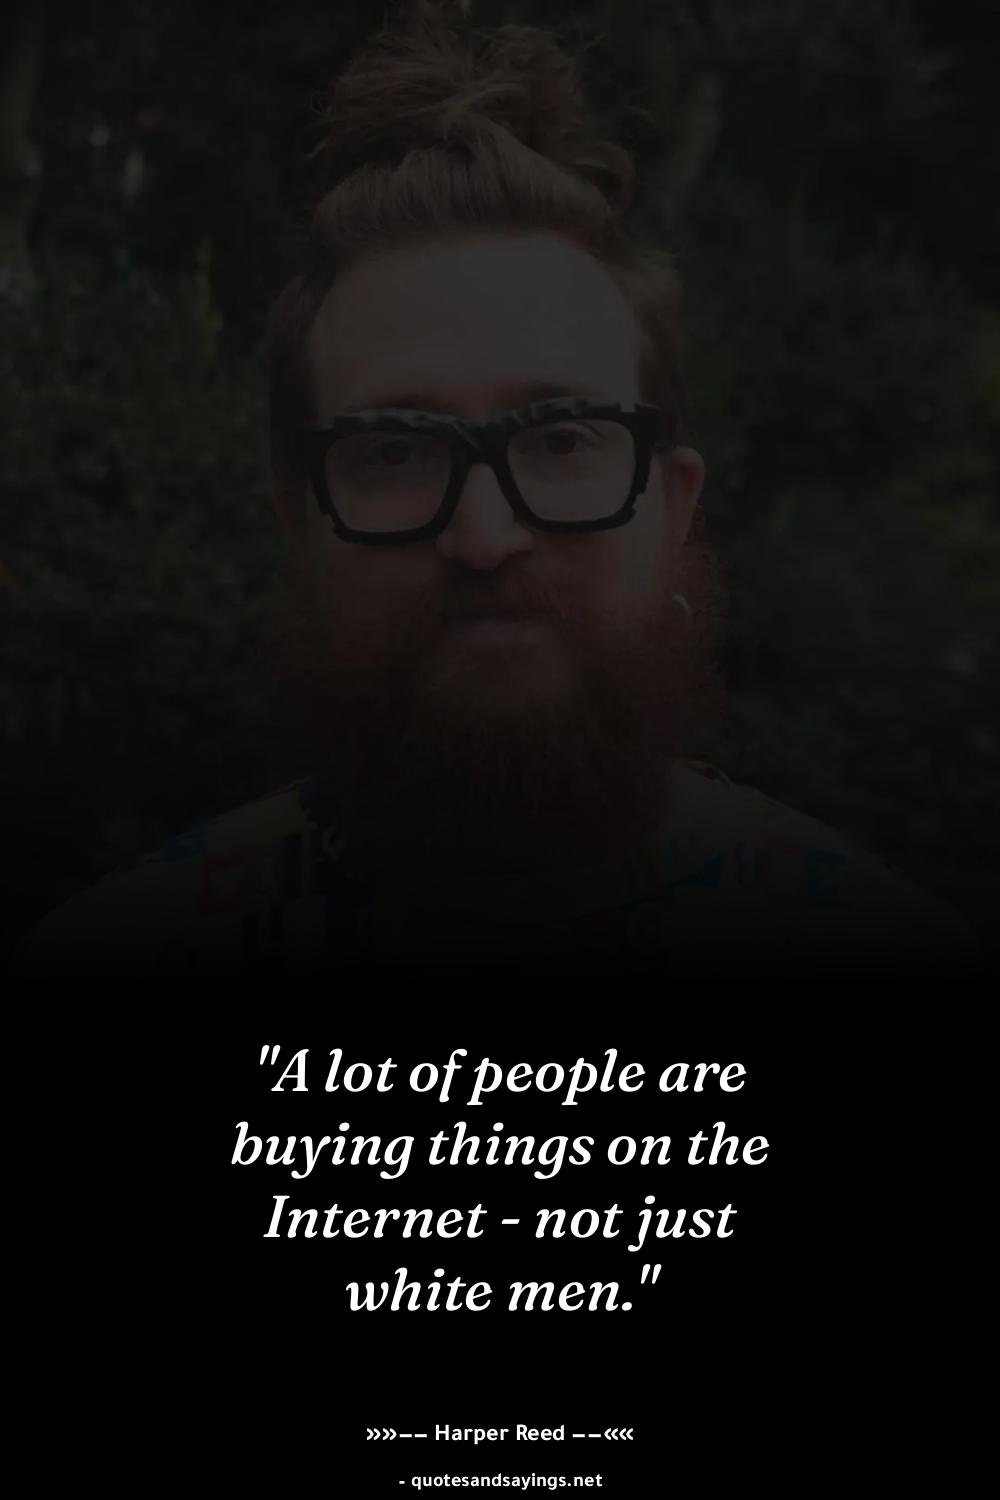 "A lot of people are
buying things on the
Internet - not just
white men."
»»–– Harper Reed ––««
- quotesandsayings.net